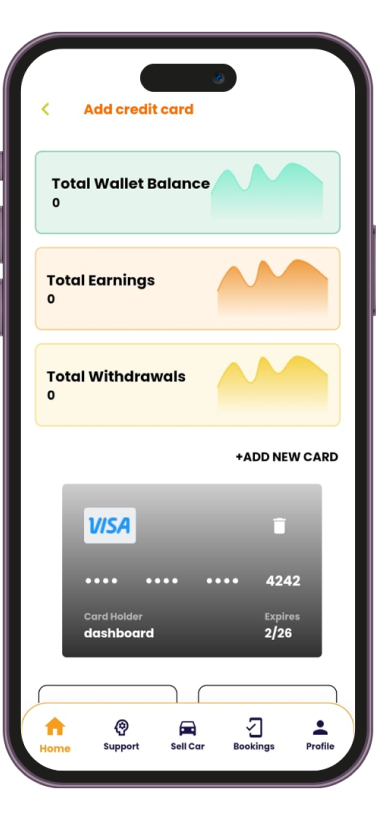 Add credit card
Total Wallet Balance
0
Total Earnings
0
Total Withdrawals
0
+ADD NEW CARD
VISA
•••• •••• •••• 4242
Card Holder Expires
dashboard 2/26
Home Support Sell Car Bookings Profile